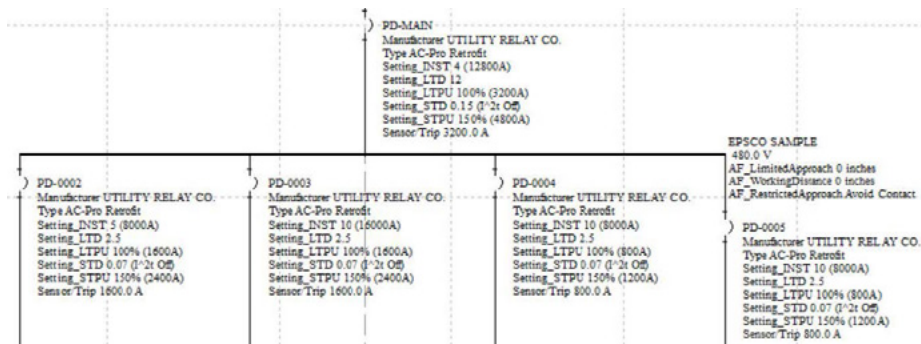 PD-MAIN
Manufacturer UTILITY RELAY CO.
Type AC-Pro Retrofit
Setting_INST 4 (12800A)
Setting_LTD 12
Setting_LTPU 100% (3200A)
Setting_STD 0.15 (I^2t Off)
Setting_STPU 150% (4800A)
Sensor/Trip 3200.0 A
EPSCO SAMPLE
480.0 V
AF_LimitedApproach 0 inches
AF_WorkingDistance 0 inches
AF_RestrictedApproach Avoid Contact
PD-0002
Manufacturer UTILITY RELAY CO.
Type AC-Pro Retrofit
Setting_INST 5 (8000A)
Setting_LTD 2.5
Setting_LTPU 100% (1600A)
Setting_STD 0.07 (I^2t Off)
Setting_STPU 150% (2400A)
Sensor/Trip 1600.0 A
PD-0003
Manufacturer UTILITY RELAY CO.
Type AC-Pro Retrofit
Setting_INST 10 (16000A)
Setting_LTD 2.5
Setting_LTPU 100% (1600A)
Setting_STD 0.07 (I^2t Off)
Setting_STPU 150% (2400A)
Sensor/Trip 1600.0 A
PD-0004
Manufacturer UTILITY RELAY CO.
Type AC-Pro Retrofit
Setting_INST 10 (8000A)
Setting_LTD 2.5
Setting_LTPU 100% (800A)
Setting_STD 0.07 (I^2t Off)
Setting_STPU 150% (1200A)
Sensor/Trip 800.0 A
PD-0005
Manufacturer UTILITY RELAY CO.
Type AC-Pro Retrofit
Setting_INST 10 (8000A)
Setting_LTD 2.5
Setting_LTPU 100% (800A)
Setting_STD 0.07 (I^2t Off)
Setting_STPU 150% (1200A)
Sensor/Trip 800.0 A